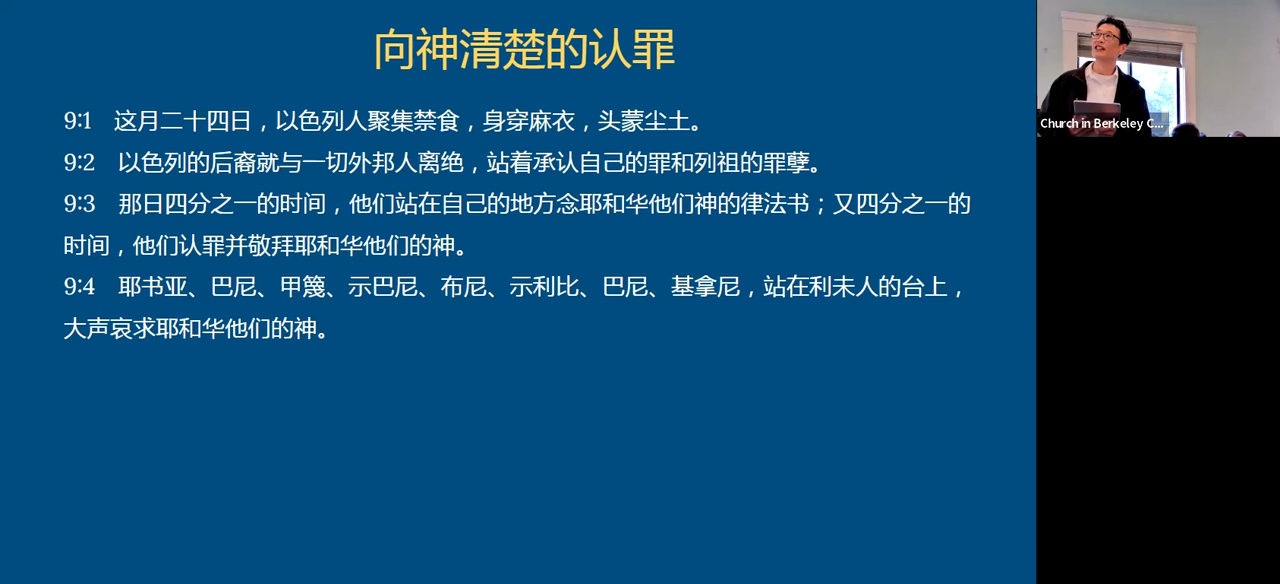 向神清楚的认罪
9:1 这月二十四日，以色列人聚集禁食，身穿麻衣，头蒙尘土。
9:2 以色列的后裔就与一切外邦人离绝，站着承认自己的罪和列祖的罪孽。
9:3 那日四分之一的时间，他们站在自己的地方念耶和华他们神的律法书；又四分之一的
时间，他们认罪并敬拜耶和华他们的神。
9:4 耶书亚、巴尼、甲篾、示巴尼、布尼、示利比、巴尼、基拿尼，站在利未人的台上，
大声哀求耶和华他们的神。
Church in Berkeley C...